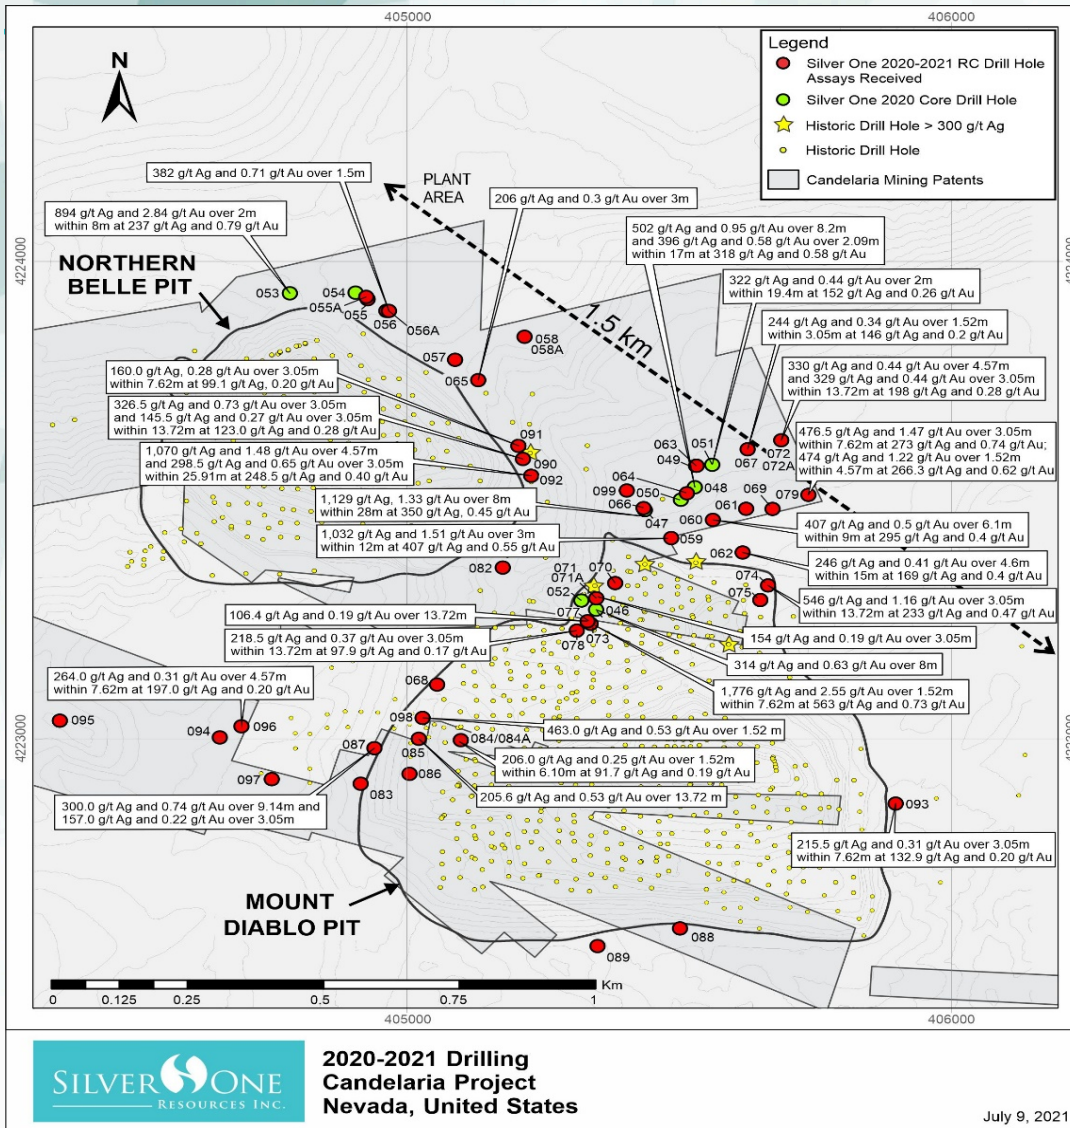 405000
406000
N
Legend
Silver One 2020-2021 RC Drill Hole
Assays Received
Silver One 2020 Core Drill Hole
Historic Drill Hole > 300 g/t Ag
Historic Drill Hole
Candelaria Mining Patents
382 g/t Ag and 0.71 g/t Au over 1.5m
PLANT
AREA
206 g/t Ag and 0.3 g/t Au over 3m
894 g/t Ag and 2.84 g/t Au over 2m
within 8m at 237 g/t Ag and 0.79 g/t Au
502 g/t Ag and 0.95 g/t Au over 8.2m
and 396 g/t Ag and 0.58 g/t Au over 2.09m
within 17m at 318 g/t Ag and 0.58 g/t Au
4224000
4224000
NORTHERN
BELLE PIT
322 g/t Ag and 0.44 g/t Au over 2m
within 19.4m at 152 g/t Ag and 0.26 g/t Au
053
054
055A
055
056
056A
1.5 km
244 g/t Ag and 0.34 g/t Au over 1.52m
within 3.05m at 146 g/t Ag and 0.2 g/t Au
058
058A
057
065
160.0 g/t Ag, 0.28 g/t Au over 3.05m
within 7.62m at 99.1 g/t Ag, 0.20 g/t Au
330 g/t Ag and 0.44 g/t Au over 4.57m
and 329 g/t Ag and 0.44 g/t Au over 3.05m
within 13.72m at 198 g/t Ag and 0.28 g/t Au
326.5 g/t Ag and 0.73 g/t Au over 3.05m
and 145.5 g/t Ag and 0.27 g/t Au over 3.05m
within 13.72m at 123.0 g/t Ag and 0.28 g/t Au
476.5 g/t Ag and 1.47 g/t Au over 3.05m
within 7.62m at 273 g/t Ag and 0.74 g/t Au;
474 g/t Ag and 1.22 g/t Au over 1.52m
within 4.57m at 266.3 g/t Ag and 0.62 g/t Au
091
090
092
063
049
051
067
072
072A
1,070 g/t Ag and 1.48 g/t Au over 4.57m
and 298.5 g/t Ag and 0.65 g/t Au over 3.05m
within 25.91m at 248.5 g/t Ag and 0.40 g/t Au
064
099
050
048
066
047
061
069
079
060
059
1,129 g/t Ag, 1.33 g/t Au over 8m
within 28m at 350 g/t Ag, 0.45 g/t Au
407 g/t Ag and 0.5 g/t Au over 6.1m
within 9m at 295 g/t Ag and 0.4 g/t Au
1,032 g/t Ag and 1.51 g/t Au over 3m
within 12m at 407 g/t Ag and 0.55 g/t Au
062
246 g/t Ag and 0.41 g/t Au over 4.6m
within 15m at 169 g/t Ag and 0.4 g/t Au
082
071
070
071A
052
074
075
546 g/t Ag and 1.16 g/t Au over 3.05m
within 13.72m at 233 g/t Ag and 0.47 g/t Au
106.4 g/t Ag and 0.19 g/t Au over 13.72m
077
046
073
078
154 g/t Ag and 0.19 g/t Au over 3.05m
218.5 g/t Ag and 0.37 g/t Au over 3.05m
within 13.72m at 97.9 g/t Ag and 0.17 g/t Au
314 g/t Ag and 0.63 g/t Au over 8m
264.0 g/t Ag and 0.31 g/t Au over 4.57m
within 7.62m at 197.0 g/t Ag and 0.20 g/t Au
068
1,776 g/t Ag and 2.55 g/t Au over 1.52m
within 7.62m at 563 g/t Ag and 0.73 g/t Au
095
094
096
098
463.0 g/t Ag and 0.53 g/t Au over 1.52 m
4223000
4223000
087
085
084/084A
206.0 g/t Ag and 0.25 g/t Au over 1.52m
within 6.10m at 91.7 g/t Ag and 0.19 g/t Au
097
083
086
205.6 g/t Ag and 0.53 g/t Au over 13.72 m
300.0 g/t Ag and 0.74 g/t Au over 9.14m and
157.0 g/t Ag and 0.22 g/t Au over 3.05m
093
215.5 g/t Ag and 0.31 g/t Au over 3.05m
within 7.62m at 132.9 g/t Ag and 0.20 g/t Au
MOUNT
DIABLO PIT
088
089
Km
0
0.125
0.25
0.5
0.75
1
405000
406000
SILVER ONE
RESOURCES INC.
2020-2021 Drilling
Candelaria Project
Nevada, United States
July 9, 2021